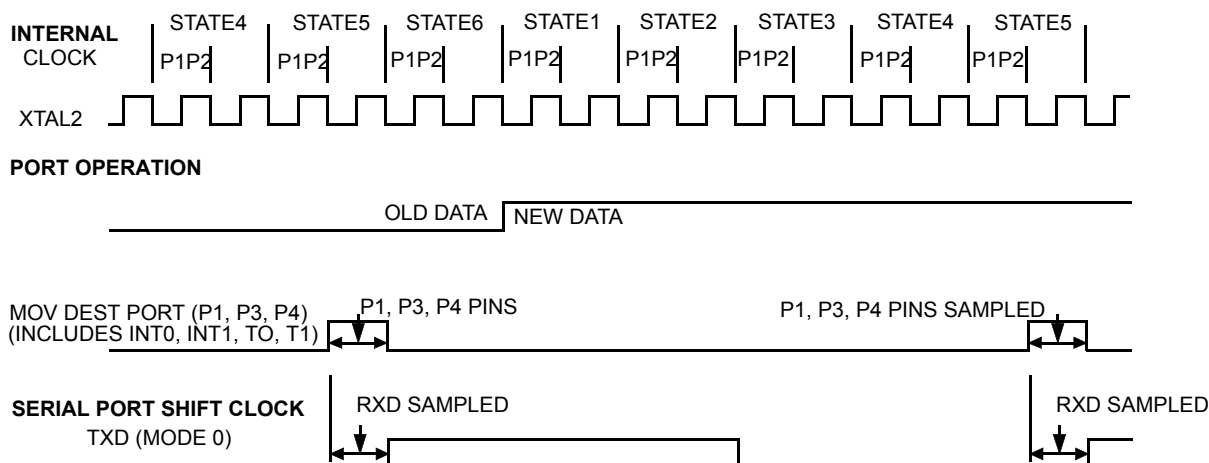 INTERNAL CLOCK
STATE4 STATE5 STATE6 STATE1 STATE2 STATE3 STATE4 STATE5
P1P2 P1P2 P1P2 P1P2 P1P2 P1P2 P1P2 P1P2
XTAL2
PORT OPERATION
OLD DATA NEW DATA
MOV DEST PORT (P1, P3, P4)
(INCLUDES INT0, INT1, TO, T1)
P1, P3, P4 PINS
P1, P3, P4 PINS SAMPLED
SERIAL PORT SHIFT CLOCK
TXD (MODE 0)
RXD SAMPLED
RXD SAMPLED